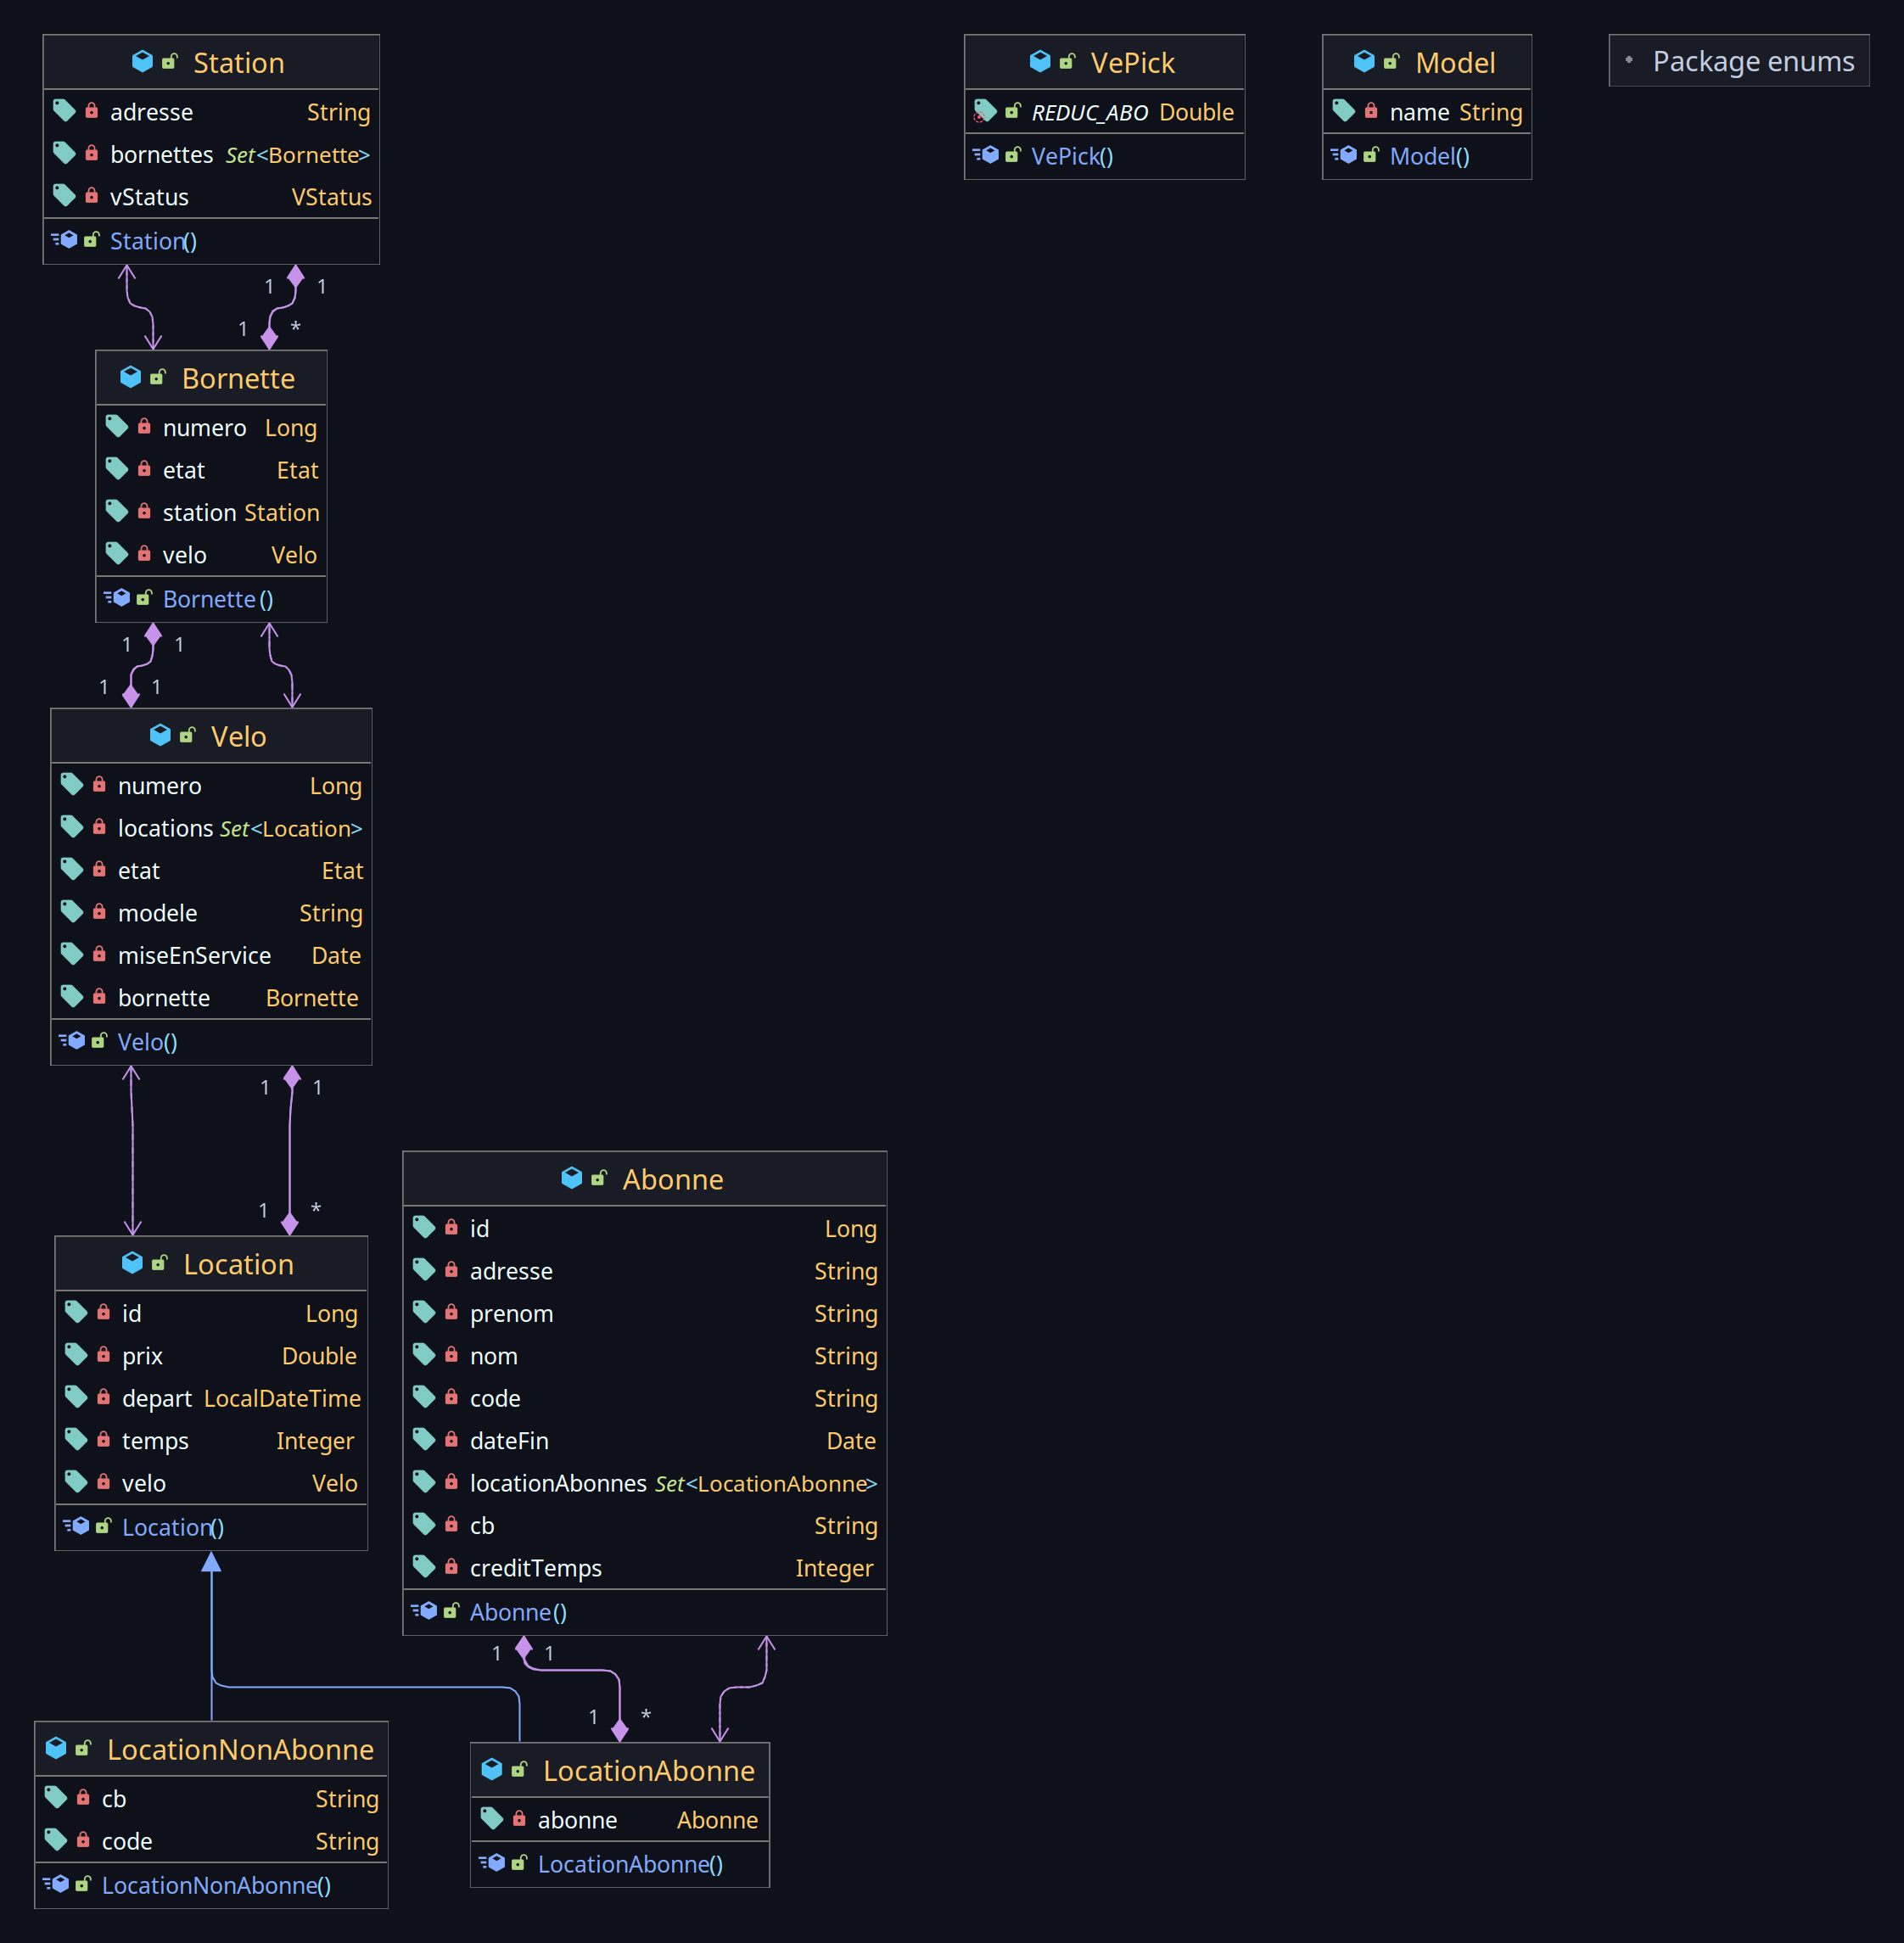 Station
adresse String
bornettes Set<Bornette>
vStatus VStatus
Station()
1 1
1 *
Bornette
numero Long
etat Etat
station Station
velo Velo
Bornette()
1 1
1 1
Velo
numero Long
locations Set<Location>
etat Etat
modele String
miseEnService Date
bornette Bornette
Velo()
1 1
1 *
Location
id Long
prix Double
depart LocalDateTime
temps Integer
velo Velo
Location()
Abonne
id Long
adresse String
prenom String
nom String
code String
dateFin Date
locationAbonnes Set<LocationAbonne>
cb String
creditTemps Integer
Abonne()
1 1
1 *
LocationNonAbonne
cb String
code String
LocationNonAbonne()
LocationAbonne
abonne Abonne
LocationAbonne()
VePick
REDUC_ABO Double
VePick()
Model
name String
Model()
Package enums